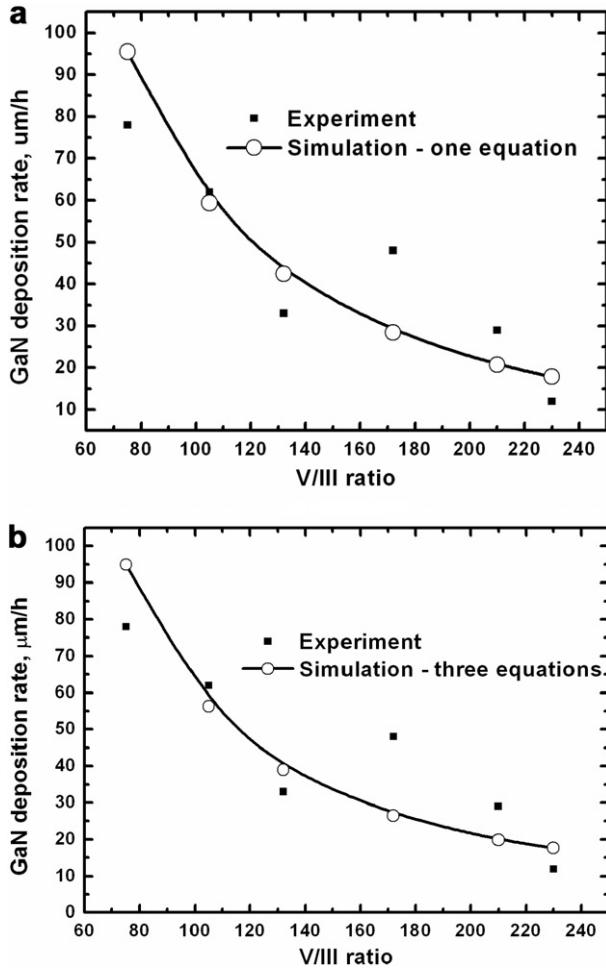 a
GaN deposition rate, um/h
100
90
80
70
60
50
40
30
20
10
Experiment
Simulation - one equation
60 80 100 120 140 160 180 200 220 240
V/III ratio
b
GaN deposition rate, μm/h
100
90
80
70
60
50
40
30
20
10
0
Experiment
Simulation - three equations
60 80 100 120 140 160 180 200 220 240
V/III ratio